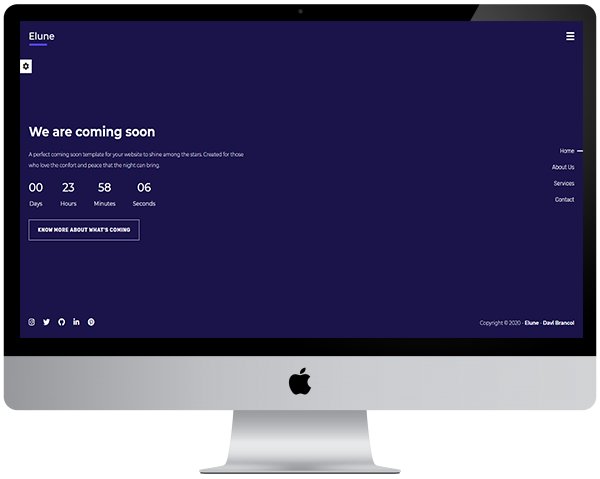 Elune
We are coming soon
A perfect coming soon template for your website to shine among the stars. Created for those
who love the confort and peace that the night can bring.
00 23 58 06
Days Hours Minutes Seconds
KNOW MORE ABOUT WHAT'S COMING
Home
About Us
Services
Contact
Copyright © 2020 - Elune - Davi Brancol